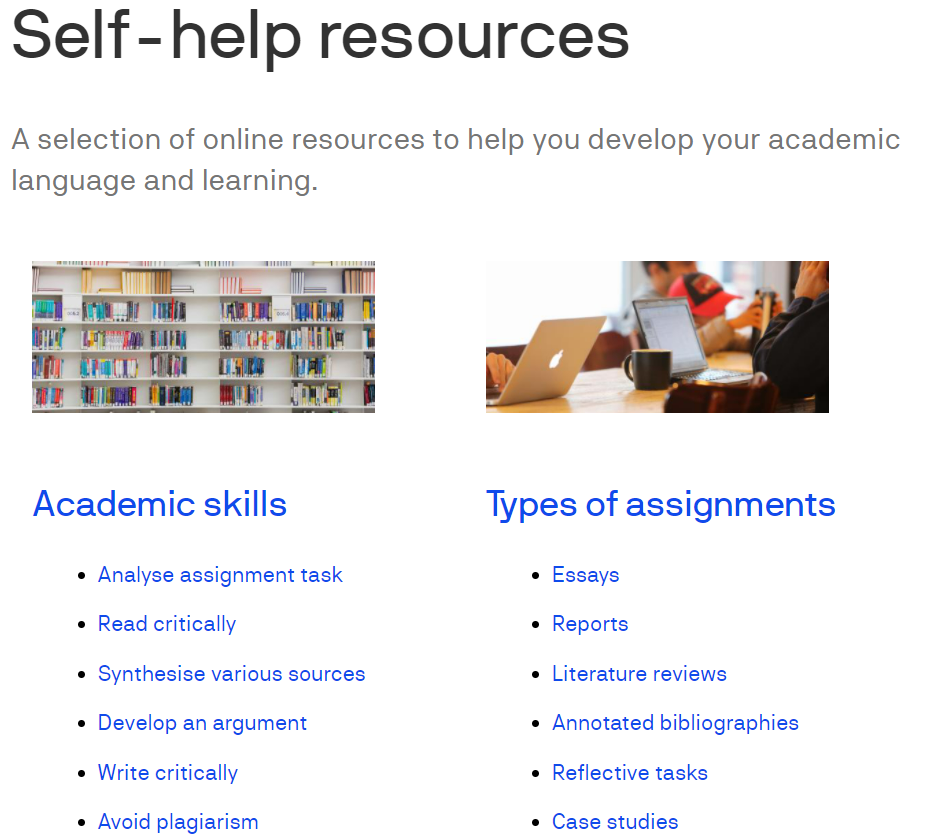 Self-help resources
A selection of online resources to help you develop your academic
language and learning.
Academic skills
Analyse assignment task
Read critically
Synthesise various sources
Develop an argument
Write critically
Avoid plagiarism
Types of assignments
Essays
Reports
Literature reviews
Annotated bibliographies
Reflective tasks
Case studies